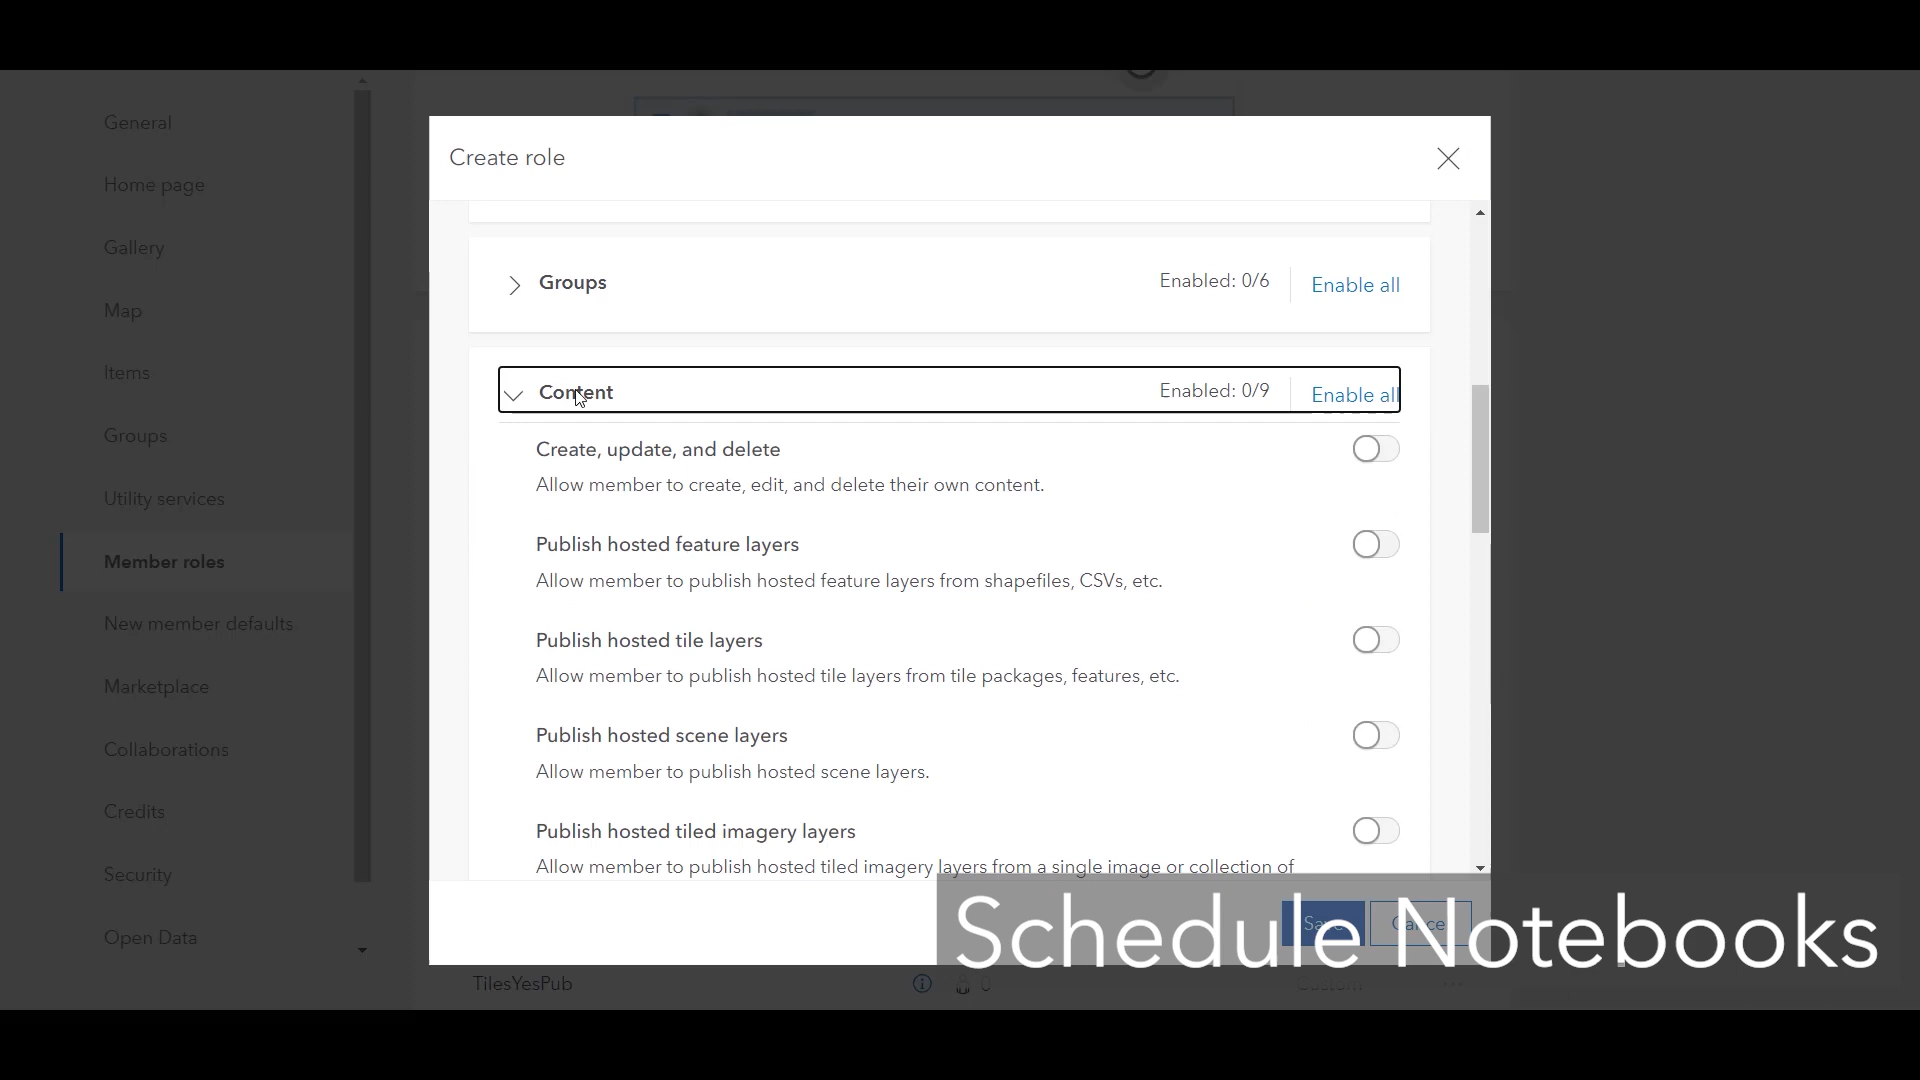 General
Home page
Gallery
Map
Items
Groups
Utility services
Member roles
New member defaults
Marketplace
Collaborations
Credits
Security
Open Data
Create role
Groups
Enabled: 0/6
Enable all
Content
Enabled: 0/9
Enable all
Create, update, and delete
Allow member to create, edit, and delete their own content.
Publish hosted feature layers
Allow member to publish hosted feature layers from shapefiles, CSVs, etc.
Publish hosted tile layers
Allow member to publish hosted tile layers from tile packages, features, etc.
Publish hosted scene layers
Allow member to publish hosted scene layers.
Publish hosted tiled imagery layers
Allow member to publish hosted tiled imagery layers from a single image or collection of
Save
Cancel
Schedule Notebooks
TilesYesPub
0
Custom